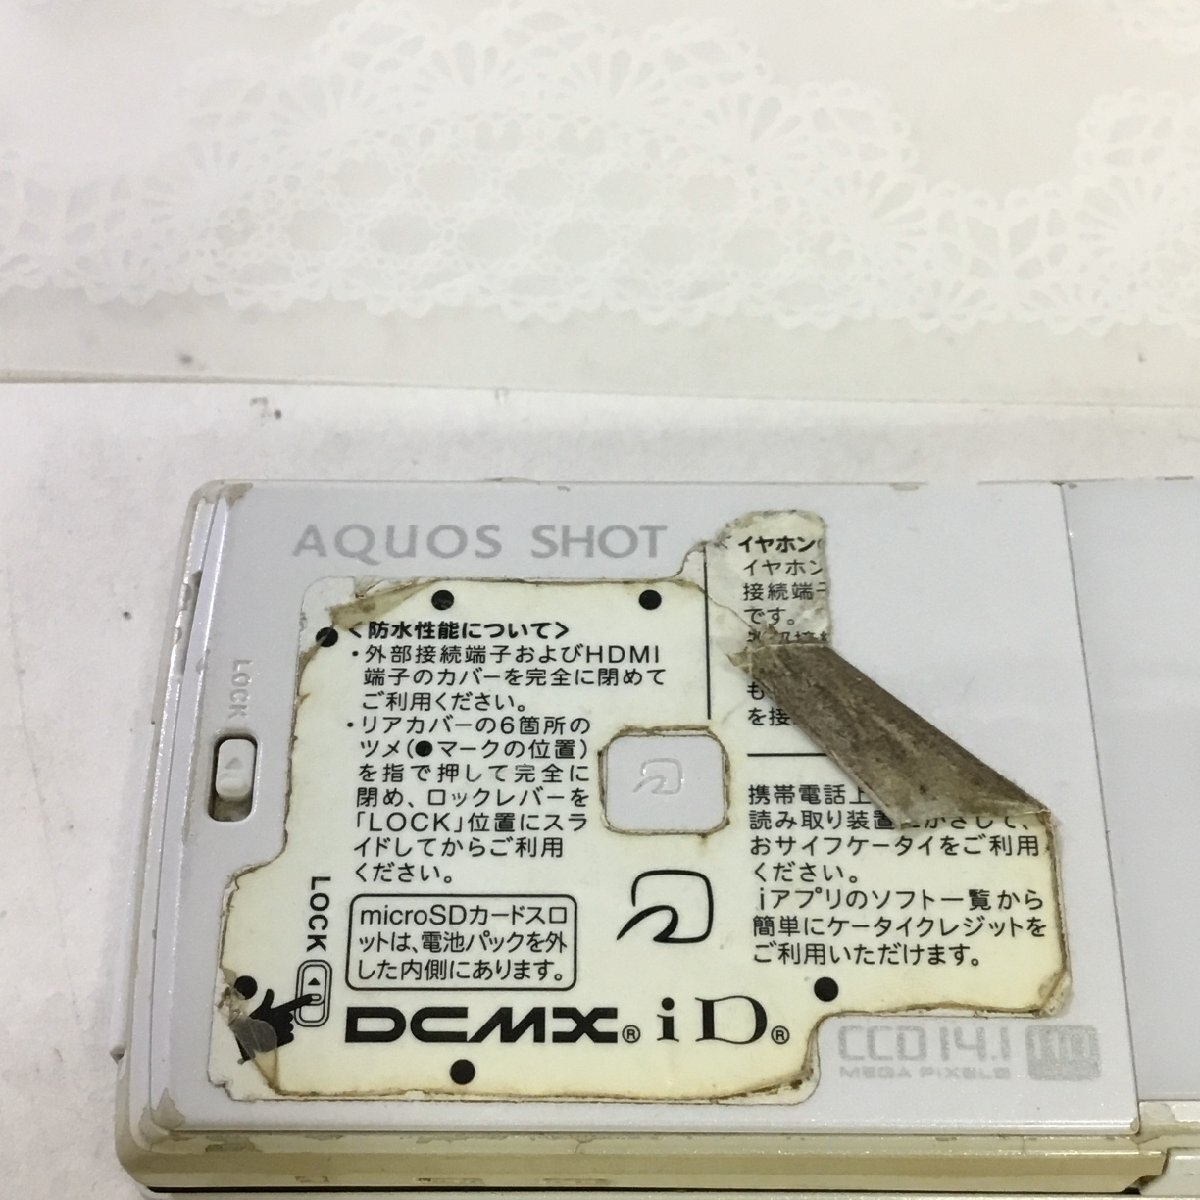 AQUOS SHOT
LOCK
<防水性能について>
・外部接続端子およびHDMI
端子のカバーを完全に閉めて
ご利用ください。
・リアカバーの6箇所の
ツメ(●マークの位置)
を指で押して完全に
閉め、ロックレバーを
「LOCK」位置にスラ
イドしてからご利用
ください。
LOCK
microSDカードスロ
ットは、電池パックを外
した内側にあります。
イヤホン
イヤホン
接続端子
です。
も
を接
携帯電話上
読み取り装置にかざして、
おサイフケータイをご利用
ください。
iアプリのソフト一覧から
簡単にケータイクレジットを
ご利用いただけます。
DCMX® iD®
CCD 14.1
MEGA PIXELS